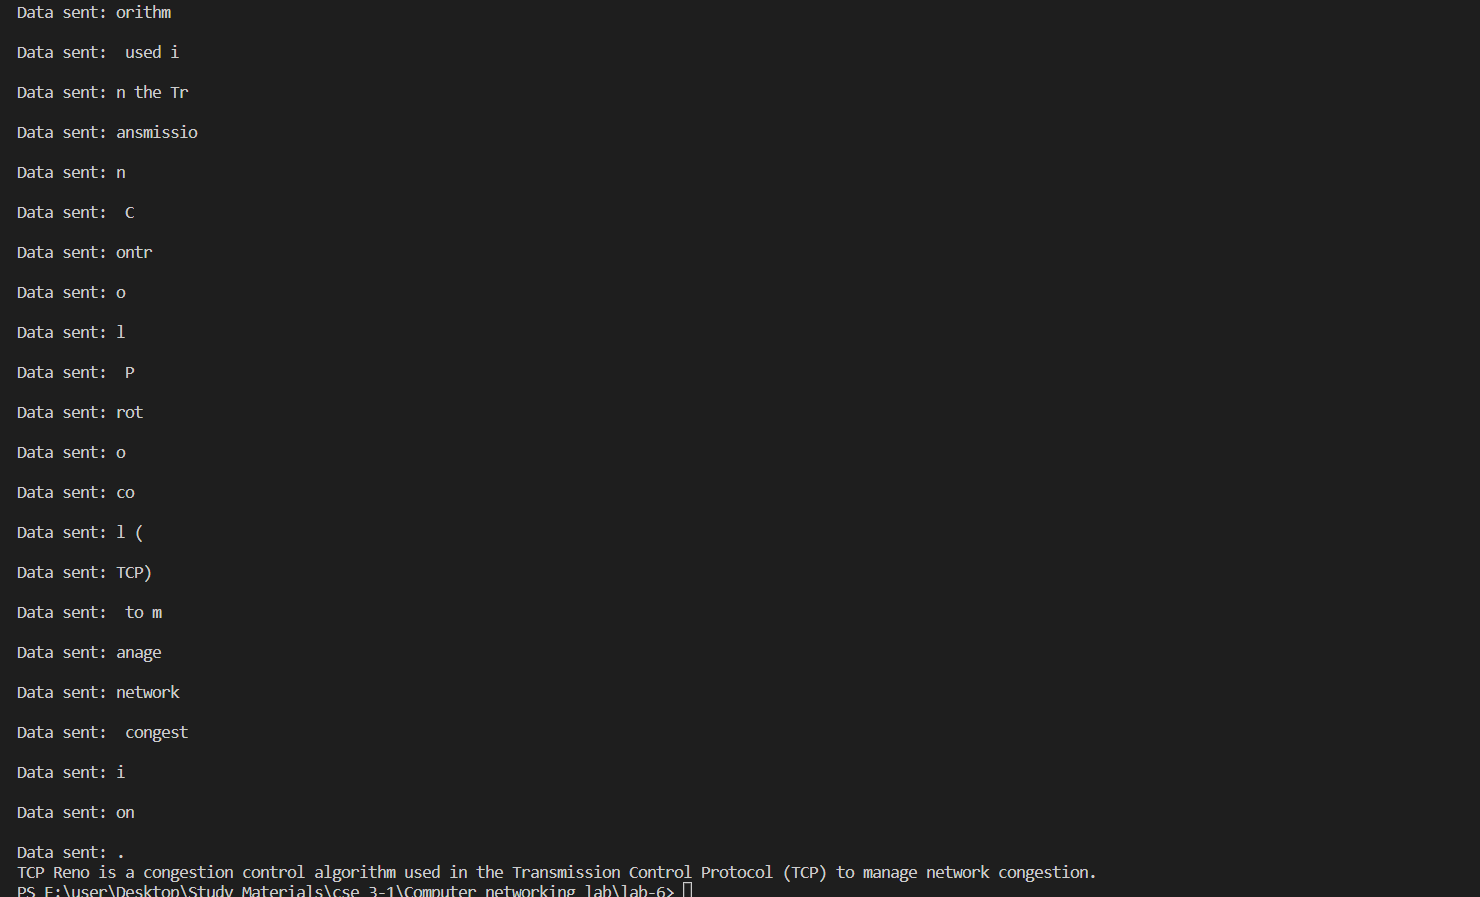 Data sent: orithm
Data sent:  used i
Data sent: n the Tr
Data sent: ansmissio
Data sent: n
Data sent:  C
Data sent: ontr
Data sent: o
Data sent: l
Data sent:  P
Data sent: rot
Data sent: o
Data sent: co
Data sent: l (
Data sent: TCP)
Data sent:  to m
Data sent: anage
Data sent: network
Data sent:  congest
Data sent: i
Data sent: on
Data sent: .
TCP Reno is a congestion control algorithm used in the Transmission Control Protocol (TCP) to manage network congestion.
PS F:\user\Desktop\Study Materials\cse 3-1\Computer networking lab\lab-6>